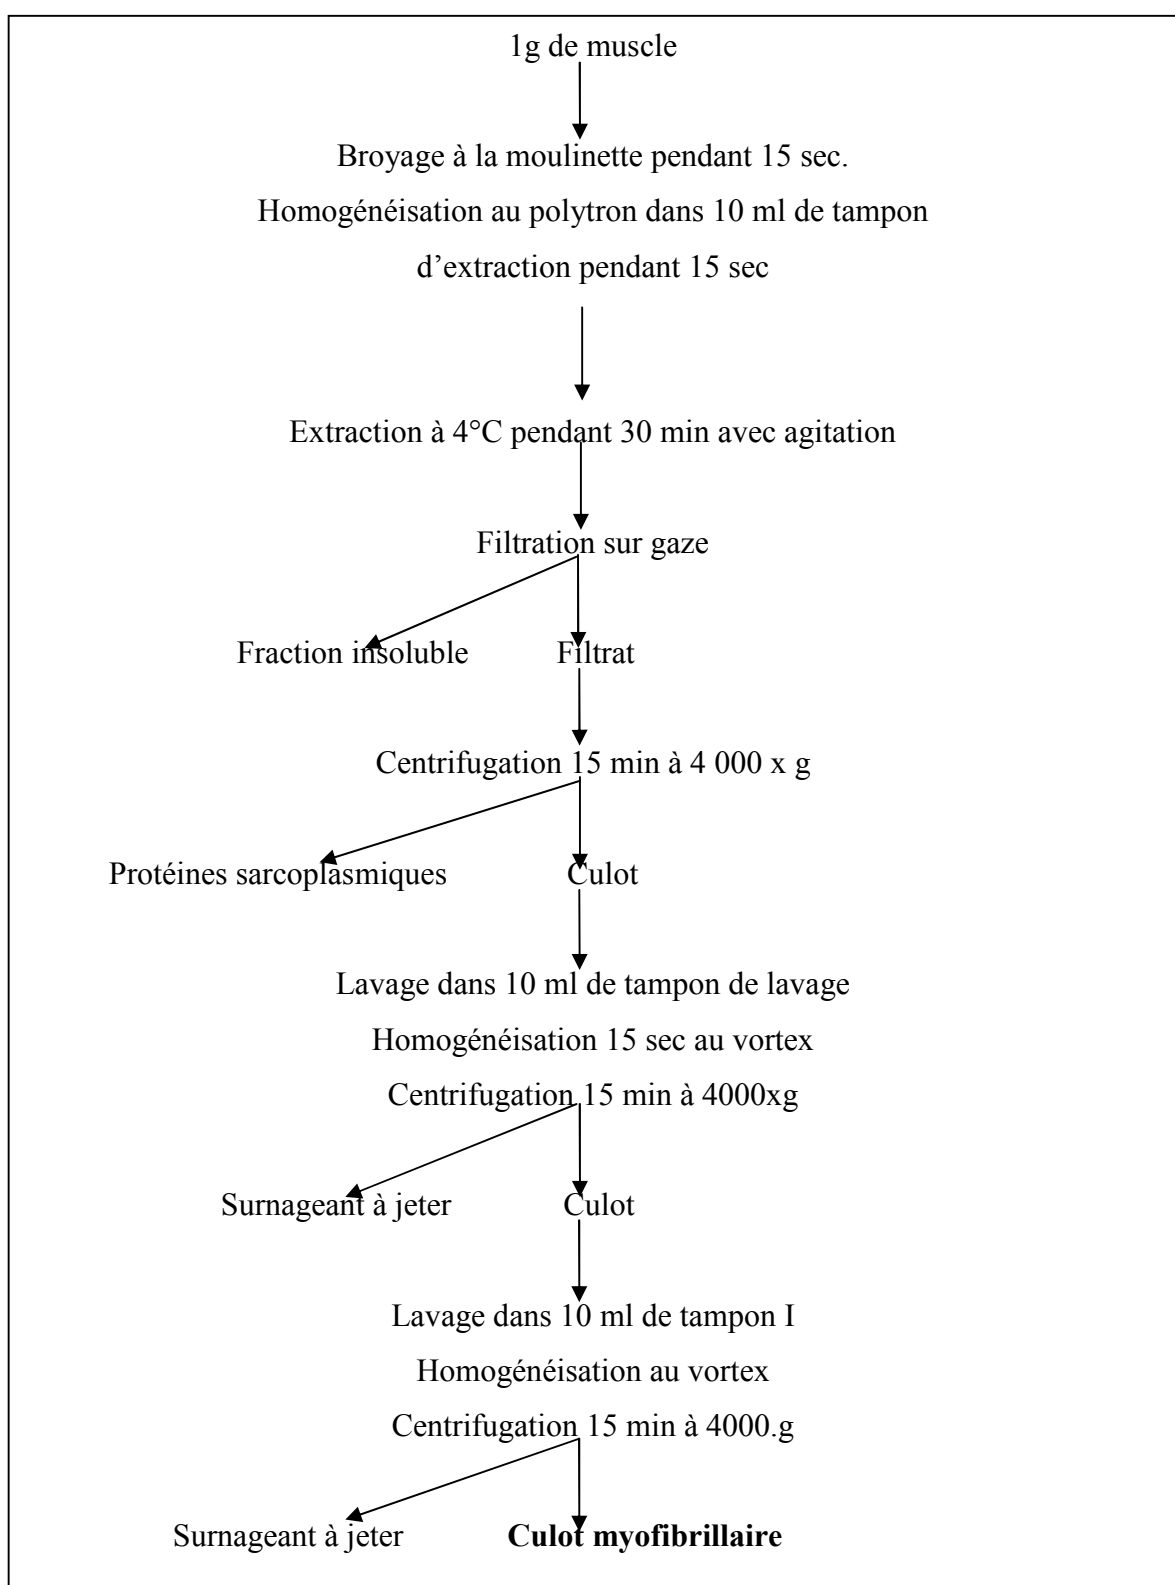 1g de muscle
Broyage à la moulinette pendant 15 sec.
Homogénéisation au polytron dans 10 ml de tampon
d’extraction pendant 15 sec
Extraction à 4°C pendant 30 min avec agitation
Filtration sur gaze
Fraction insoluble Filtrat
Centrifugation 15 min à 4 000 x g
Protéines sarcoplasmiques Culot
Lavage dans 10 ml de tampon de lavage
Homogénéisation 15 sec au vortex
Centrifugation 15 min à 4000xg
Surnageant à jeter Culot
Lavage dans 10 ml de tampon I
Homogénéisation au vortex
Centrifugation 15 min à 4000.g
Surnageant à jeter Culot myofibrillaire